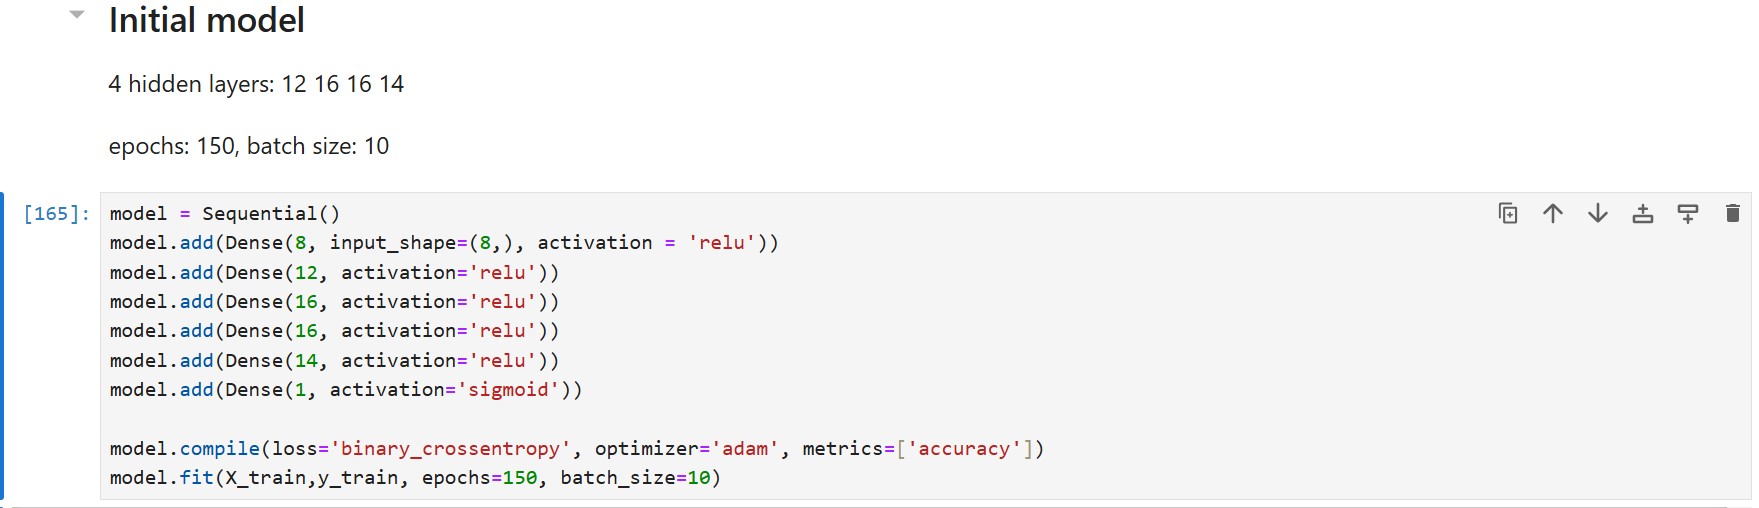 Initial model
4 hidden layers: 12 16 16 14
epochs: 150, batch size: 10
[165]:
model = Sequential()
model.add(Dense(8, input_shape=(8,), activation = 'relu'))
model.add(Dense(12, activation='relu'))
model.add(Dense(16, activation='relu'))
model.add(Dense(16, activation='relu'))
model.add(Dense(14, activation='relu'))
model.add(Dense(1, activation='sigmoid'))
model.compile(loss='binary_crossentropy', optimizer='adam', metrics=['accuracy'])
model.fit(X_train,y_train, epochs=150, batch_size=10)